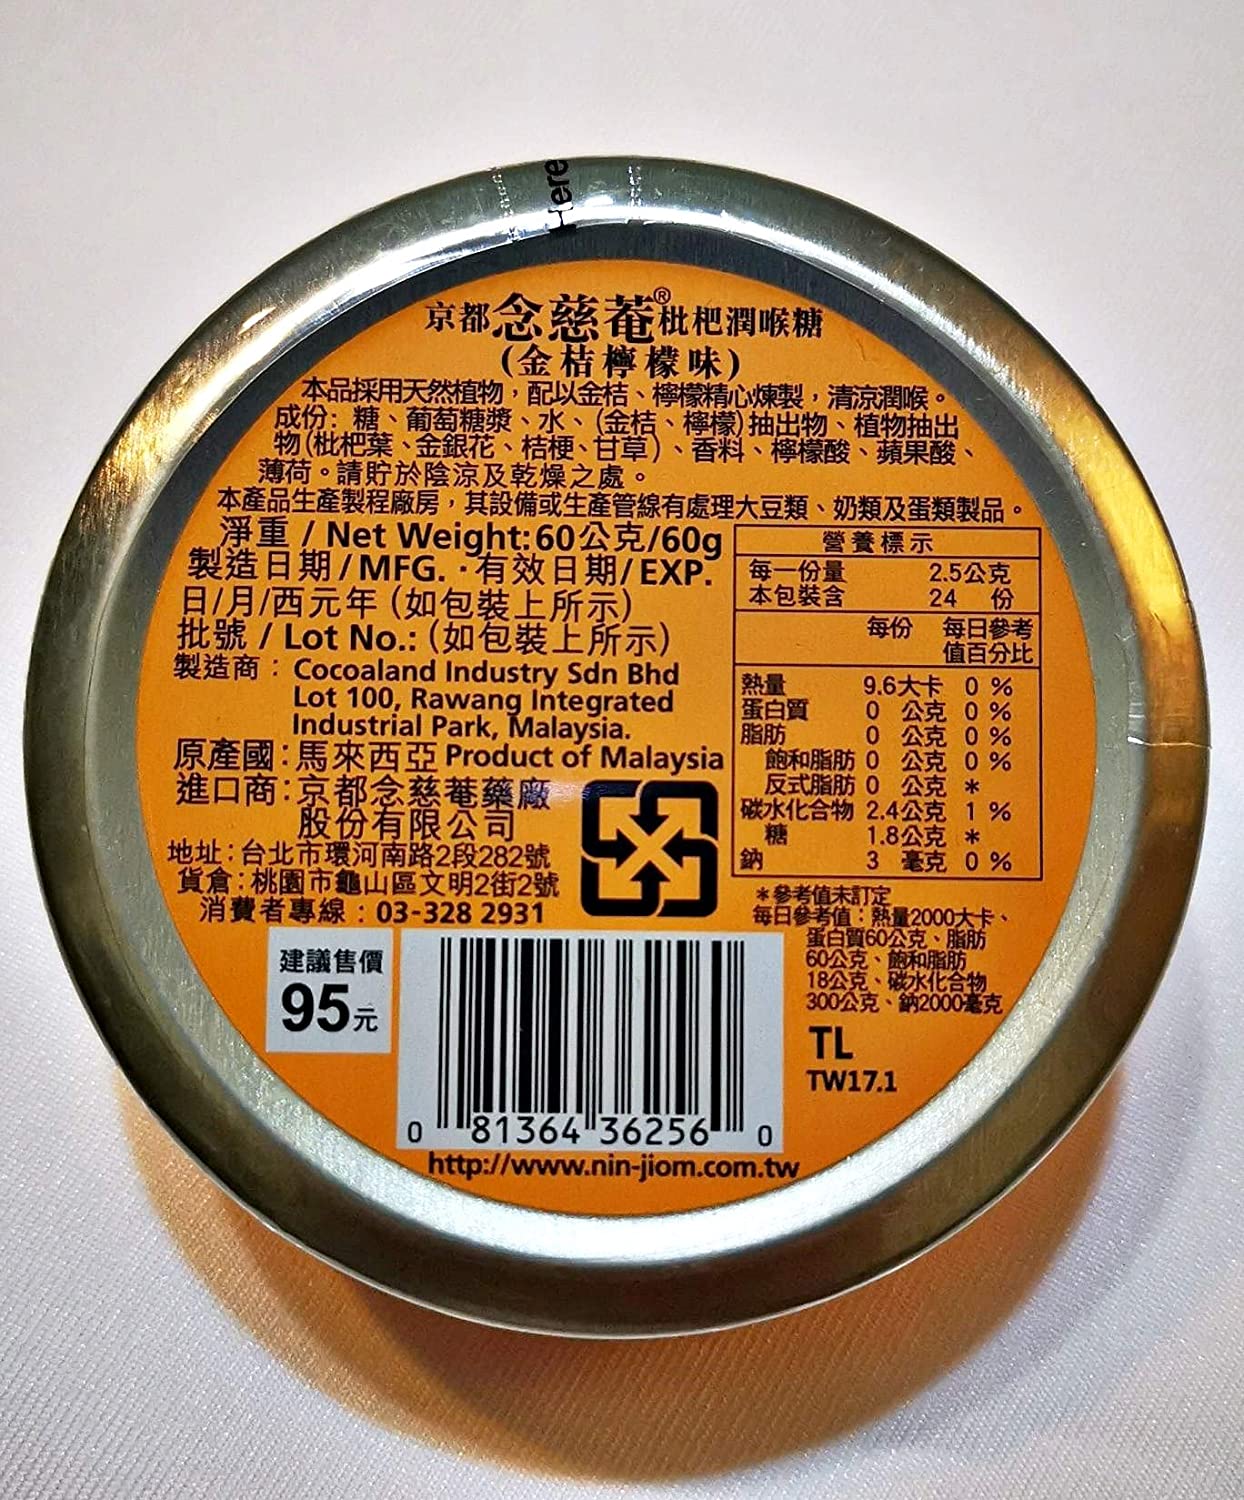 Here
京都念慈菴®枇杷潤喉糖
(金桔檸檬味)
本品採用天然植物，配以金桔、檸檬精心煉製，清涼潤喉。
成份：糖、葡萄糖漿、水、(金桔、檸檬)抽出物、植物抽出
物(枇杷葉、金銀花、桔梗、甘草)、香料、檸檬酸、蘋果酸、
薄荷。請貯於陰涼及乾燥之處。
本產品生產製程廠房，其設備或生產管線有處理大豆類、奶類及蛋類製品。
淨重 / Net Weight:60公克/60g
製造日期/MFG.・有效日期/EXP.
日/月/西元年 (如包裝上所示)
批號 / Lot No.: (如包裝上所示)
製造商：Cocoaland Industry Sdn Bhd
Lot 100, Rawang Integrated
Industrial Park, Malaysia.
原產國：馬來西亞 Product of Malaysia
進口商：京都念慈菴藥廠
股份有限公司
地址：台北市環河南路2段282號
貨倉：桃園市龜山區文明2街2號
消費者專線：03-328 2931
營養標示
每一份量 2.5公克
本包裝含 24 份
每份 每日參考
值百分比
熱量 9.6大卡 0 %
蛋白質 0 公克 0 %
脂肪 0 公克 0 %
飽和脂肪 0 公克 0 %
反式脂肪 0 公克 *
碳水化合物 2.4公克 1 %
糖 1.8公克 *
鈉 3 毫克 0 %
*參考值未訂定
每日參考值：熱量2000大卡、
蛋白質60公克、脂肪
60公克、飽和脂肪
18公克、碳水化合物
300公克、鈉2000毫克
TL
TW17.1
建議售價
95元
0 81364 36256 0
http://www.nin-jiom.com.tw